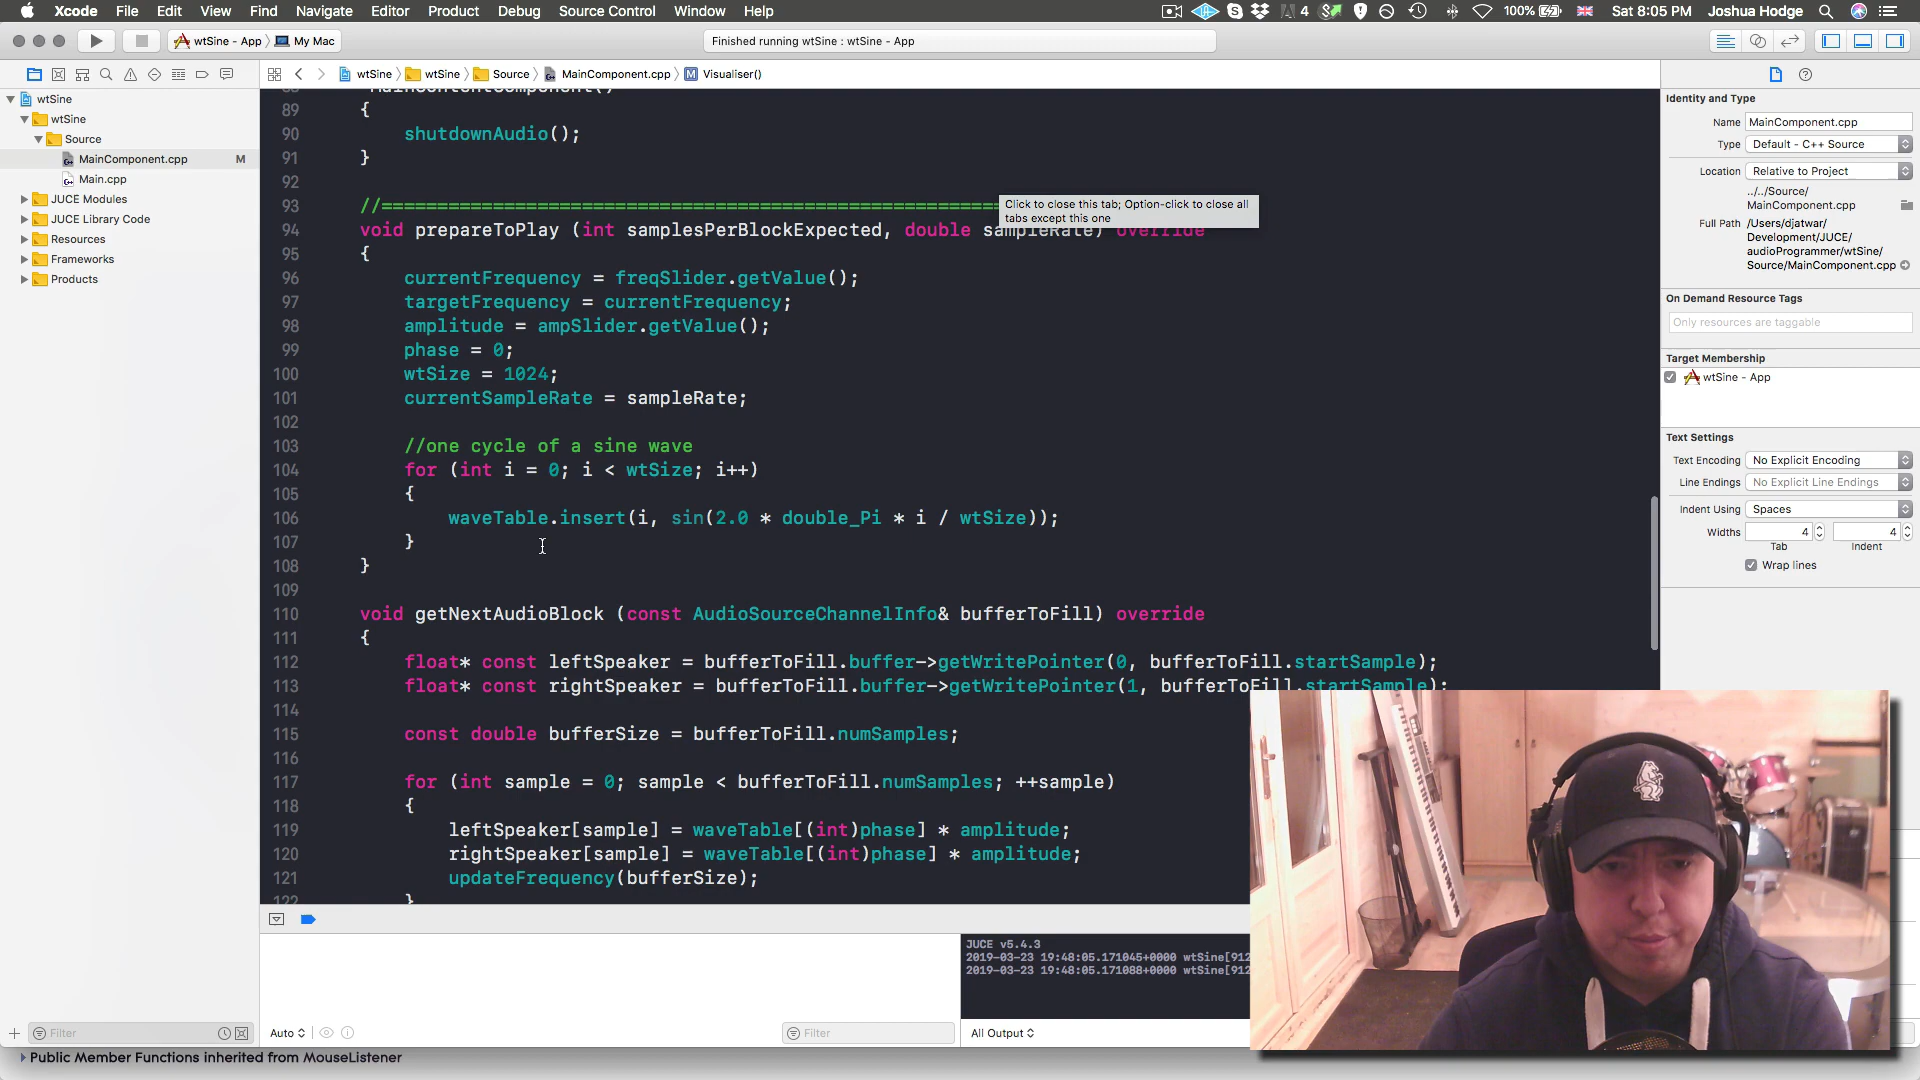 Xcode File Edit View Find Navigate Editor Product Debug Source Control Window Help
4 100% Sat 8:05 PM Joshua Hodge
wtSine - App My Mac
Finished running wtSine : wtSine - App
wtSine wtSine Source MainComponent.cpp M Visualiser()
wtSine
wtSine
Source
MainComponent.cpp M
Main.cpp
JUCE Modules
JUCE Library Code
Resources
Frameworks
Products
89 {
90 shutdownAudio();
91 }
92
93 //==================================================
Click to close this tab; Option-click to close all
tabs except this one
94 void prepareToPlay (int samplesPerBlockExpected, double sampleRate) override
95 {
96 currentFrequency = freqSlider.getValue();
97 targetFrequency = currentFrequency;
98 amplitude = ampSlider.getValue();
99 phase = 0;
100 wtSize = 1024;
101 currentSampleRate = sampleRate;
102
103 //one cycle of a sine wave
104 for (int i = 0; i < wtSize; i++)
105 {
106 waveTable.insert(i, sin(2.0 * double_Pi * i / wtSize));
107 }
108 }
109
110 void getNextAudioBlock (const AudioSourceChannelInfo& bufferToFill) override
111 {
112 float* const leftSpeaker = bufferToFill.buffer->getWritePointer(0, bufferToFill.startSample);
113 float* const rightSpeaker = bufferToFill.buffer->getWritePointer(1, bufferToFill.startSample);
114
115 const double bufferSize = bufferToFill.numSamples;
116
117 for (int sample = 0; sample < bufferToFill.numSamples; ++sample)
118 {
119 leftSpeaker[sample] = waveTable[(int)phase] * amplitude;
120 rightSpeaker[sample] = waveTable[(int)phase] * amplitude;
121 updateFrequency(bufferSize);
122 }
JUCE v5.4.3
2019-03-23 19:48:05.171045+0000 wtSine[912
2019-03-23 19:48:05.171088+0000 wtSine[912
Filter
Auto
Filter
All Output
Public Member Functions inherited from MouseListener
Identity and Type
Name MainComponent.cpp
Type Default - C++ Source
Location Relative to Project
../../Source/
MainComponent.cpp
Full Path /Users/djatwar/
Development/JUCE/
audioProgrammer/wtSine/
Source/MainComponent.cpp
On Demand Resource Tags
Only resources are taggable
Target Membership
wtSine - App
Text Settings
Text Encoding No Explicit Encoding
Line Endings No Explicit Line Endings
Indent Using Spaces
Widths 4 4
Tab Indent
Wrap lines